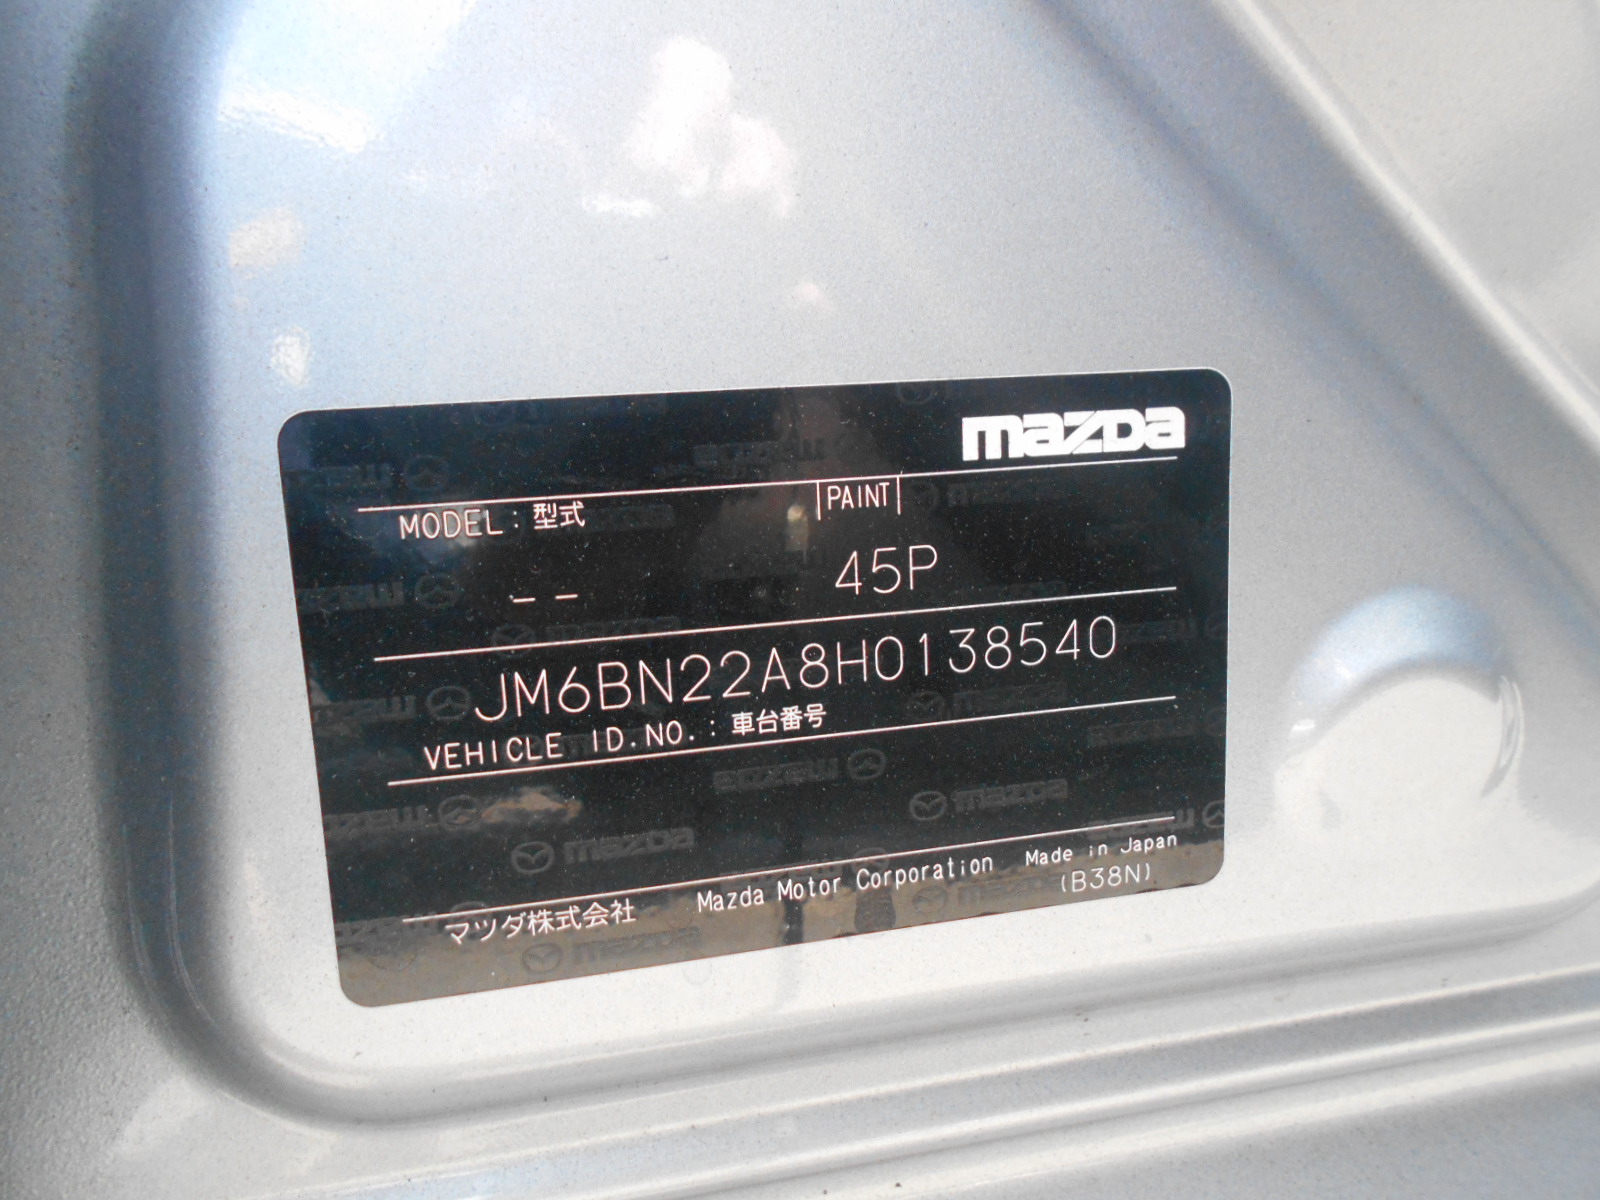 mazda
MODEL : 型式 PAINT
-- 45P
JM6BN22A8H0138540
VEHICLE ID.NO. : 車台番号
マツダ株式会社 Mazda Motor Corporation Made in Japan
(B38N)